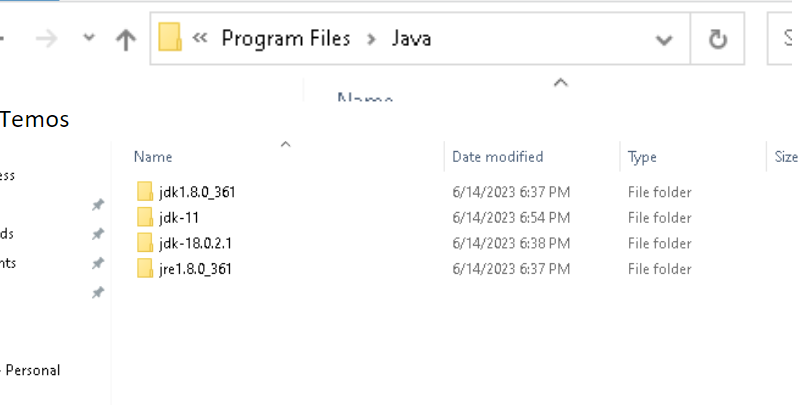 « Program Files > Java
Name
Temos
Name Date modified Type Size
ess
jdk1.8.0_361 6/14/2023 6:37 PM File folder
jdk-11 6/14/2023 6:54 PM File folder
ds
jdk-18.0.2.1 6/14/2023 6:38 PM File folder
nts
jre1.8.0_361 6/14/2023 6:37 PM File folder
- Personal